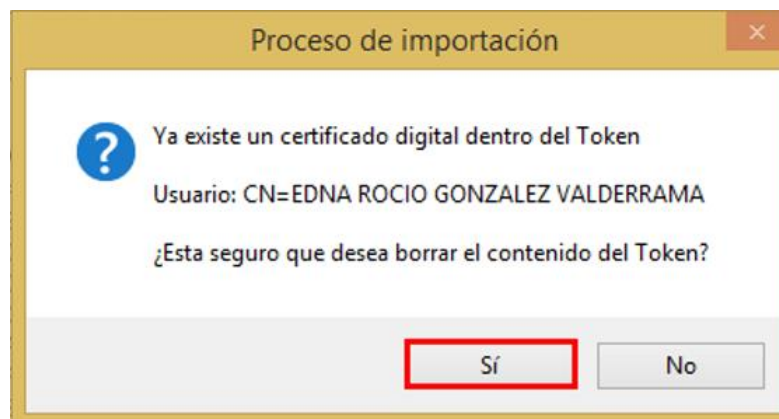 Proceso de importación
Ya existe un certificado digital dentro del Token
Usuario: CN=EDNA ROCIO GONZALEZ VALDERRAMA
¿Esta seguro que desea borrar el contenido del Token?
Sí
No